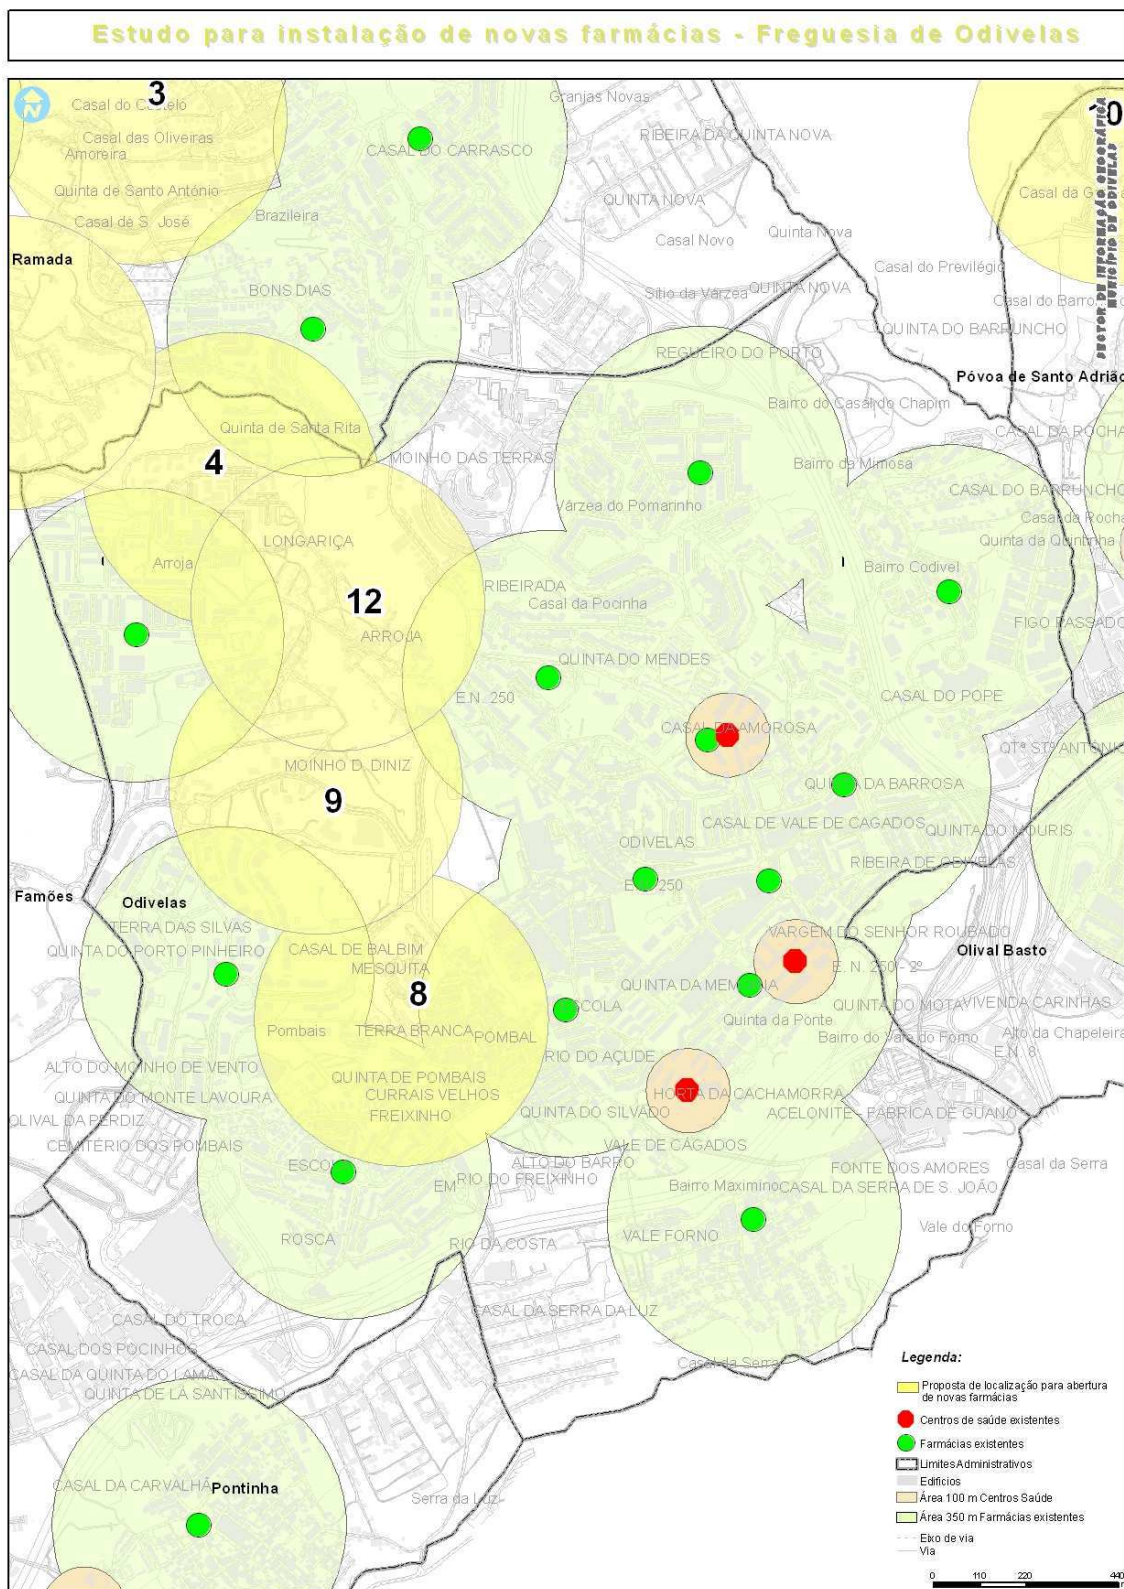 Estudo para instalação de novas farmácias - Freguesia de Odivelas
N
3
Casal do Castelo
Casal das Oliveiras
Amoreira
Quinta de Santo António
Casal de S. José
Ramada
Granjas Novas
RIBEIRA DA QUINTA NOVA
CASAL DO CARRASCO
QUINTA NOVA
Brazileira
Casal Novo
Quinta Nova
BONS DIAS
Sítio da Várzea
QUINTA NOVA
Casal do Previlégio
QUINTA DO BARRUNCHO
SECTOR DE INFORMAÇÃO GEOGRÁFICA
MUNICÍPIO DE ODIVELAS
REGUEIRO DO PORTO
Póvoa de Santo Adrião
Bairro do Casal do Chapim
Quinta de Santa Rita
4
MOINHO DAS TERRAS
Bairro da Mimosa
CASAL DA ROCHA
CASAL DO BARRUNCHO
Várzea do Pomarinho
Casal da Rocha
Quinta da Quintinha
LONGARIÇA
Arroja
Bairro Codivel
RIBEIRADA
Casal da Pocinha
12
ARROJA
FIGO PASSADO
QUINTA DO MENDES
E.N. 250
CASAL DO POPE
CASAL DA AMOROSA
QTª STº ANTÓNIO
MOINHO D. DINIZ
9
QUINTA DA BARROSA
CASAL DE VALE DE CAGADOS
QUINTA DO MOURIS
ODIVELAS
RIBEIRA DE ODIVELAS
Famões
Odivelas
TERRA DAS SILVAS
QUINTA DO PORTO PINHEIRO
CASAL DE BALBIM
MESQUITA
8
VARGEM DO SENHOR ROUBADO
Olival Basto
E. N. 250 - 2º
QUINTA DA MEMÓRIA
QUINTA DO MOTA
VIVENDA CARINHAS
Quinta da Ponte
Bairro do Vale do Forno
Alto da Chapeleira
E.N. 8
Pombais
TERRA BRANCA
POMBAL
RIO DO AÇUDE
ALTO DO MOINHO DE VENTO
QUINTA DE POMBAIS
QUINTA DO MONTE LAVOURA
CURRAIS VELHOS
HORTA DA CACHAMORRA
OLIVAL DA PERDIZ
FREIXINHO
QUINTA DO SILVADO
ACELONITE - FÁBRICA DE GUANO
CEMITÉRIO DOS POMBAIS
VALE DE CÁGADOS
ALTO DO BARRO
FONTE DOS AMORES
Casal da Serra
RIO DO FREIXINHO
Bairro Maximino
CASAL DA SERRA DE S. JOÃO
EM
Vale do Forno
ROSCA
RIO DA COSTA
VALE FORNO
CASAL DO TROCA
CASAL DA SERRA DA LUZ
CASAL DOS POCINHOS
Casal da Serra
QUINTA DE LÁ SANTISSIMO
CASAL DA CARVALHA
Pontinha
Serra da Luz
Legenda:
Proposta de localização para abertura
de novas farmácias
Centros de saúde existentes
Farmácias existentes
Limites Administrativos
Edifícios
Área 100 m Centros Saúde
Área 350 m Farmácias existentes
Eixo de via
Via
0 110 220 440